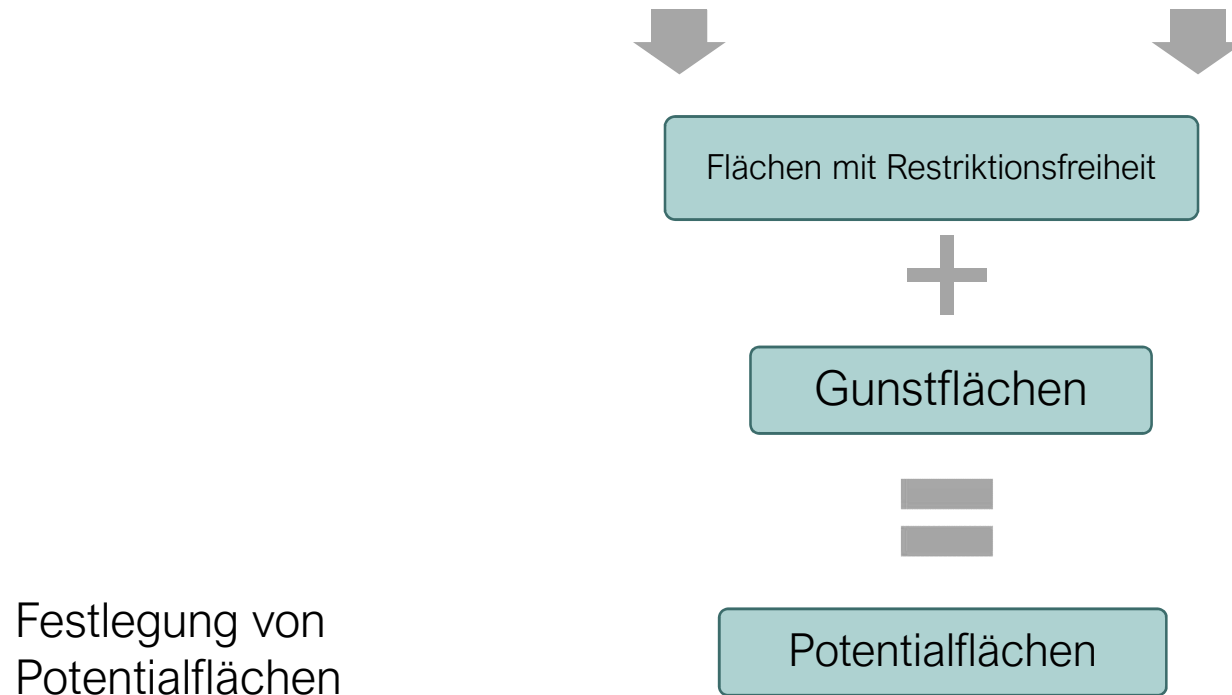 Flächen mit Restriktionsfreiheit
Gunstflächen
Festlegung von
Potentialflächen
Potentialflächen